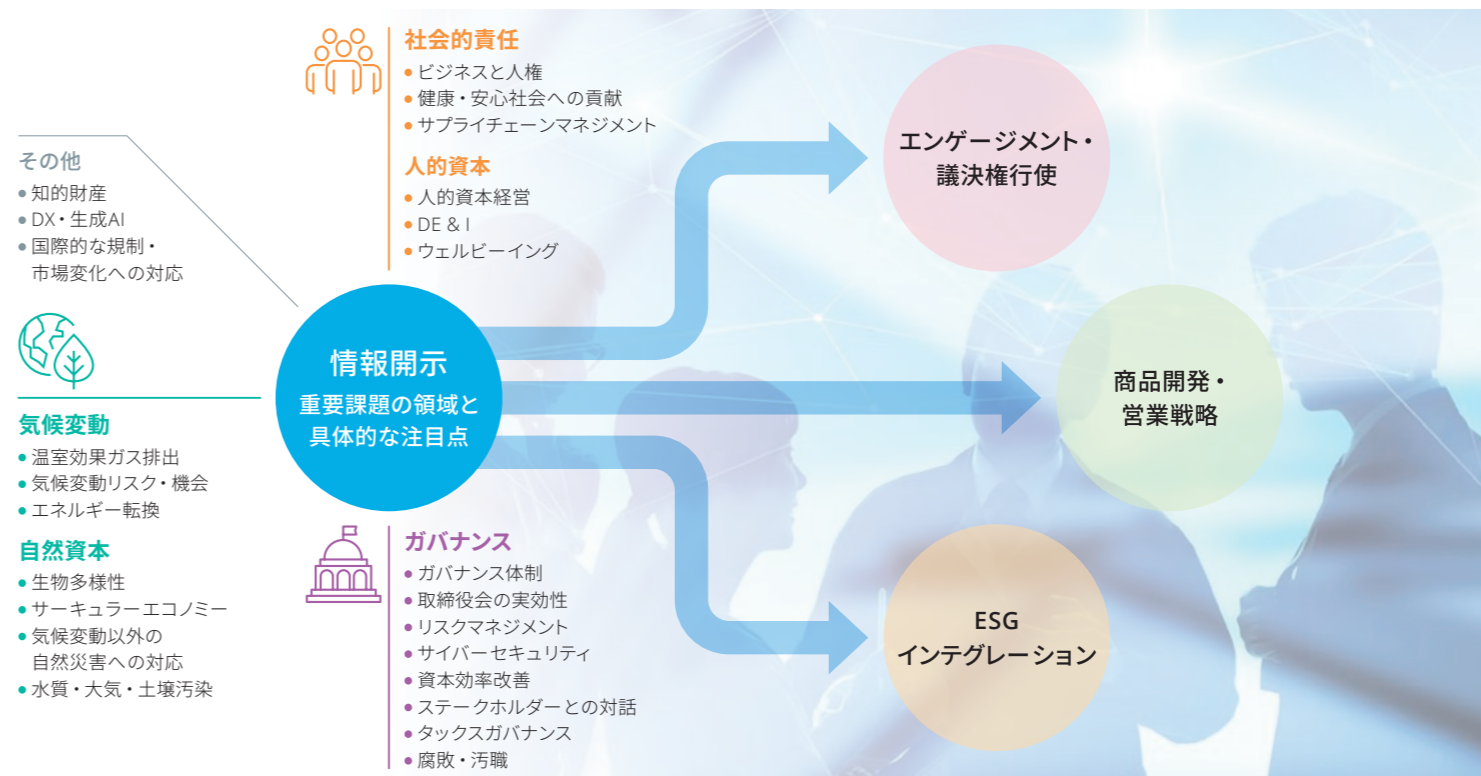 社会的責任
• ビジネスと人権
• 健康・安心社会への貢献
• サプライチェーンマネジメント
人的資本
• 人的資本経営
• DE & I
• ウェルビーイング
その他
• 知的財産
• DX・生成AI
• 国際的な規制・
市場変化への対応
気候変動
• 温室効果ガス排出
• 気候変動リスク・機会
• エネルギー転換
自然資本
• 生物多様性
• サーキュラーエコノミー
• 気候変動以外の
自然災害への対応
• 水質・大気・土壌汚染
情報開示
重要課題の領域と
具体的な注目点
ガバナンス
• ガバナンス体制
• 取締役会の実効性
• リスクマネジメント
• サイバーセキュリティ
• 資本効率改善
• ステークホルダーとの対話
• タックスガバナンス
• 腐敗・汚職
エンゲージメント・
議決権行使
商品開発・
営業戦略
ESG
インテグレーション